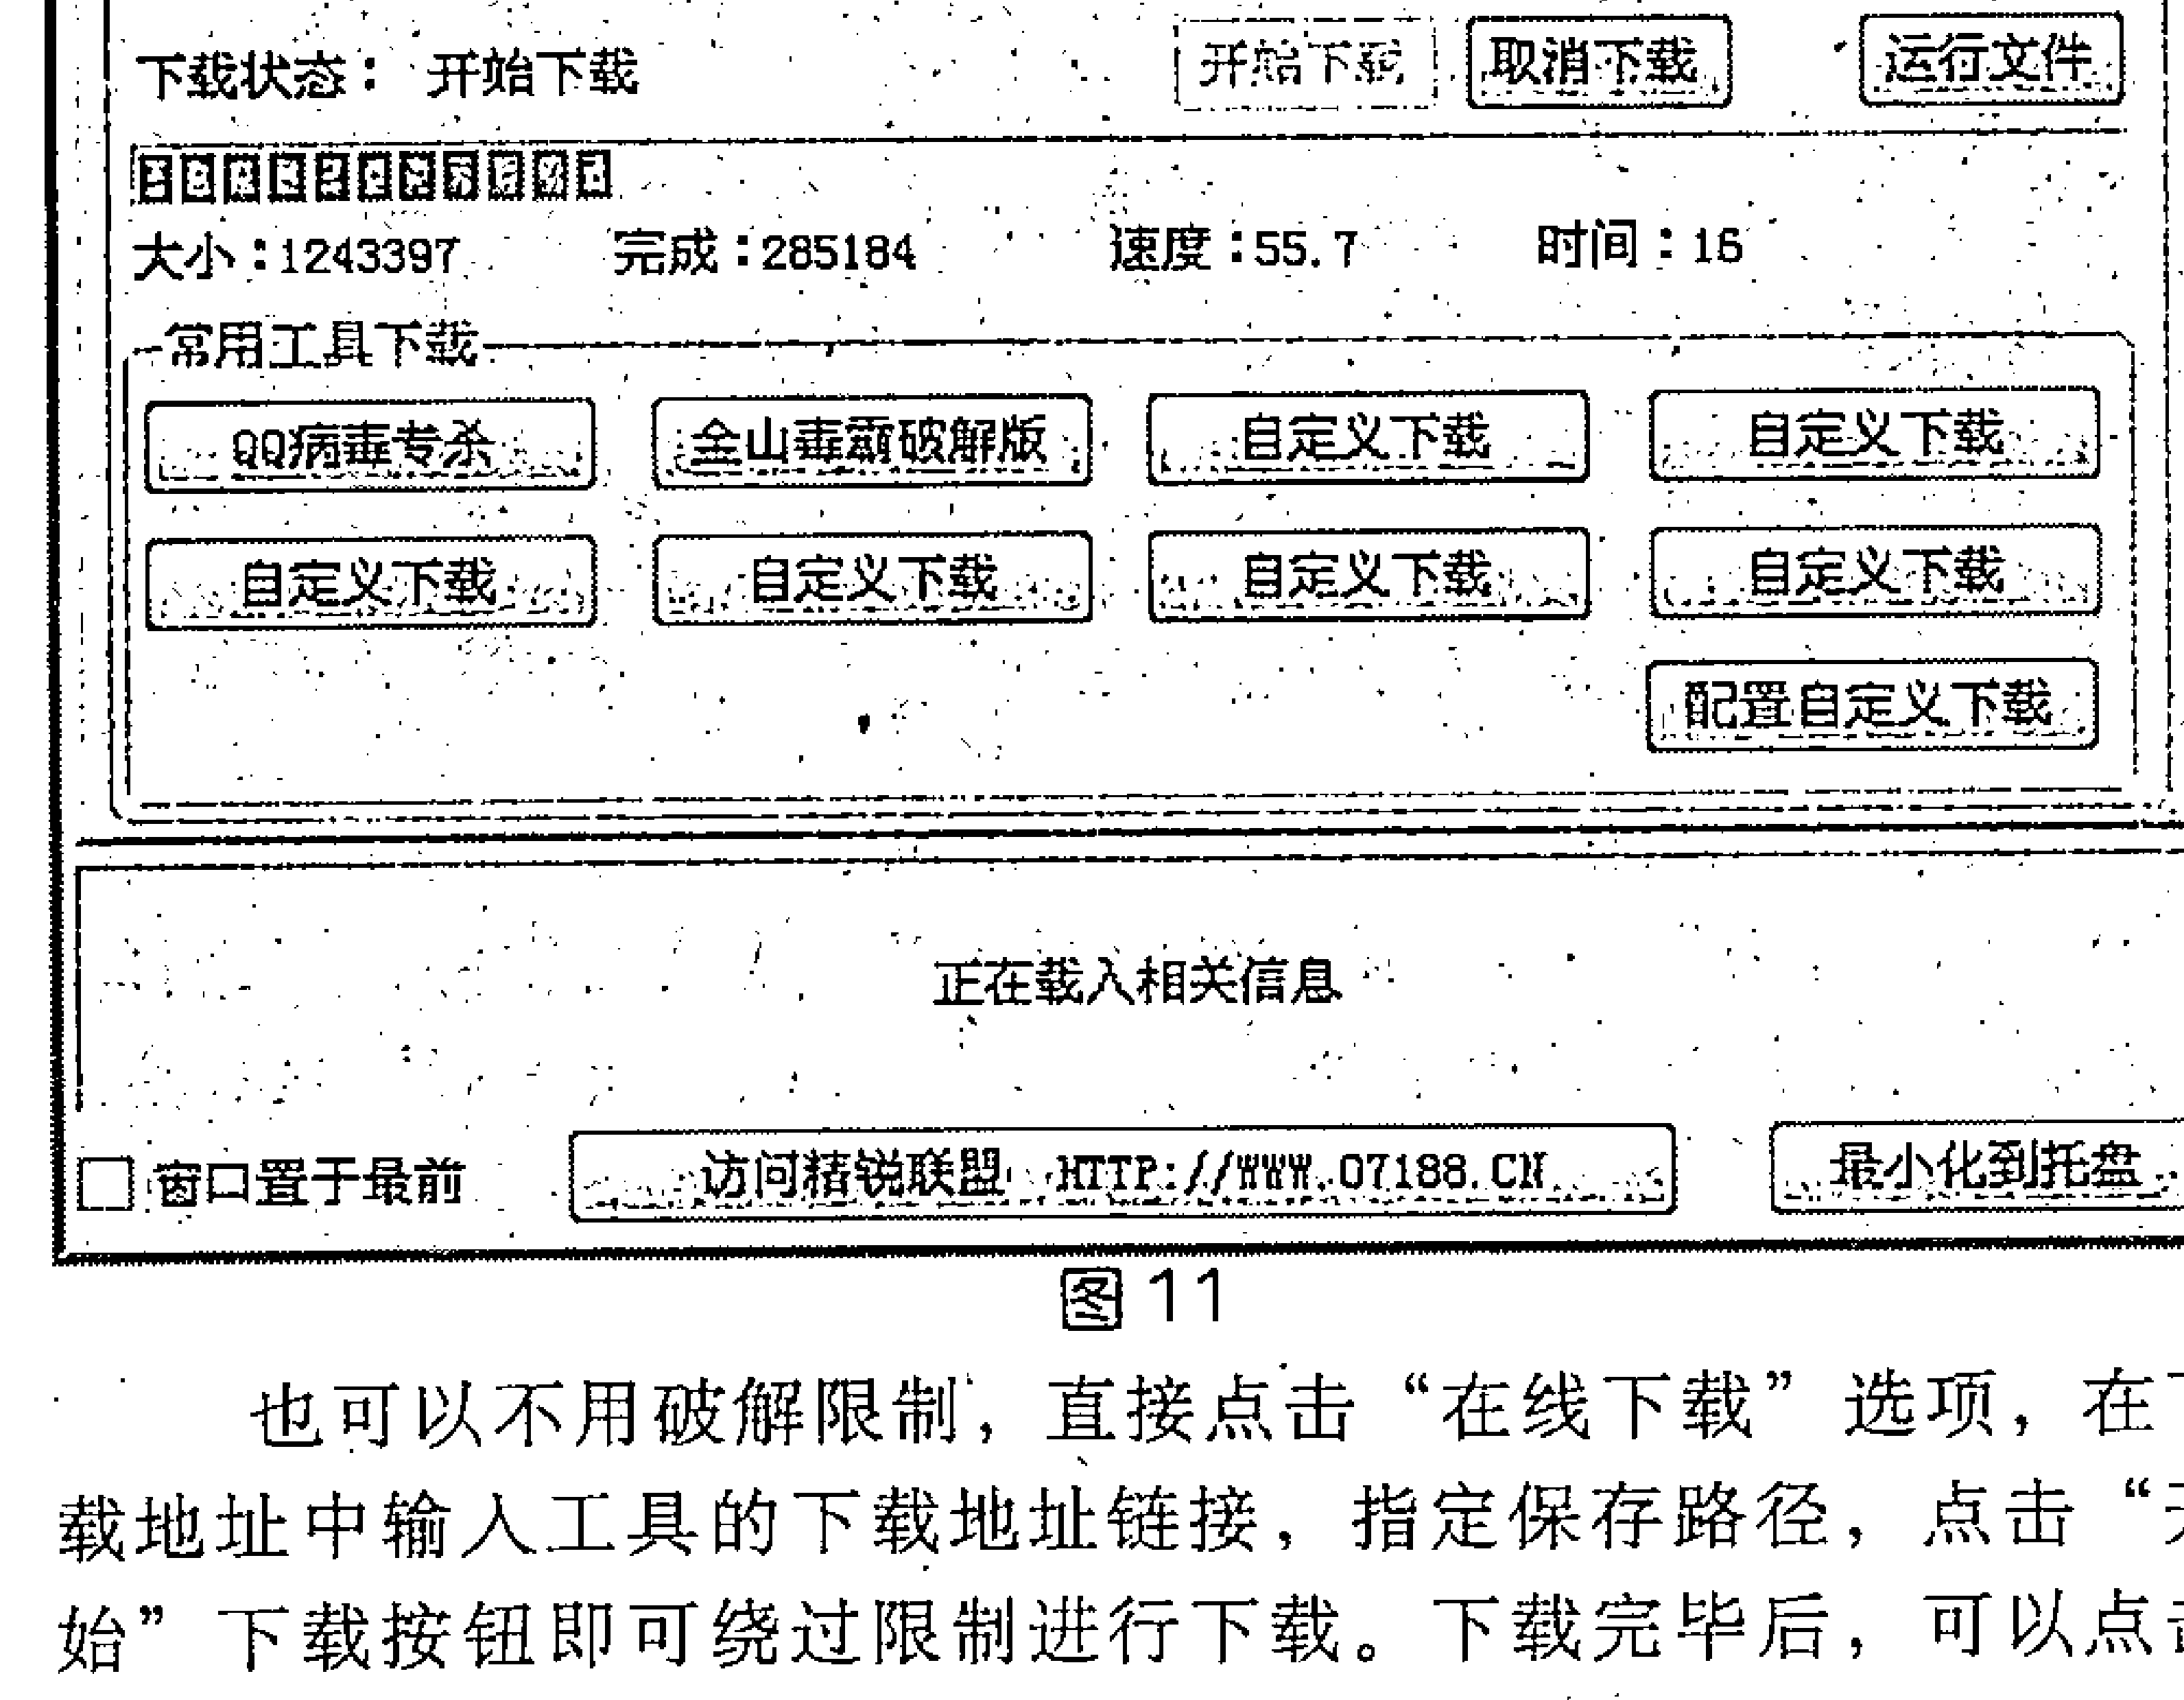 下载状态： 开始下载 开始下载 取消下载 运行文件
大小：1243397 完成：285184 速度：55.7 时间：16
常用工具下载
QQ病毒专杀 金山毒霸破解版 自定义下载 自定义下载
自定义下载 自定义下载 自定义下载 自定义下载
配置自定义下载
正在载入相关信息
窗口置于最前 访问精锐联盟 HTTP://WWW.07188.CN 最小化到托盘
图 11
也可以不用破解限制，直接点击“在线下载”选项，在下
载地址中输入工具的下载地址链接，指定保存路径，点击“开
始”下载按钮即可绕过限制进行下载。下载完毕后，可以点击